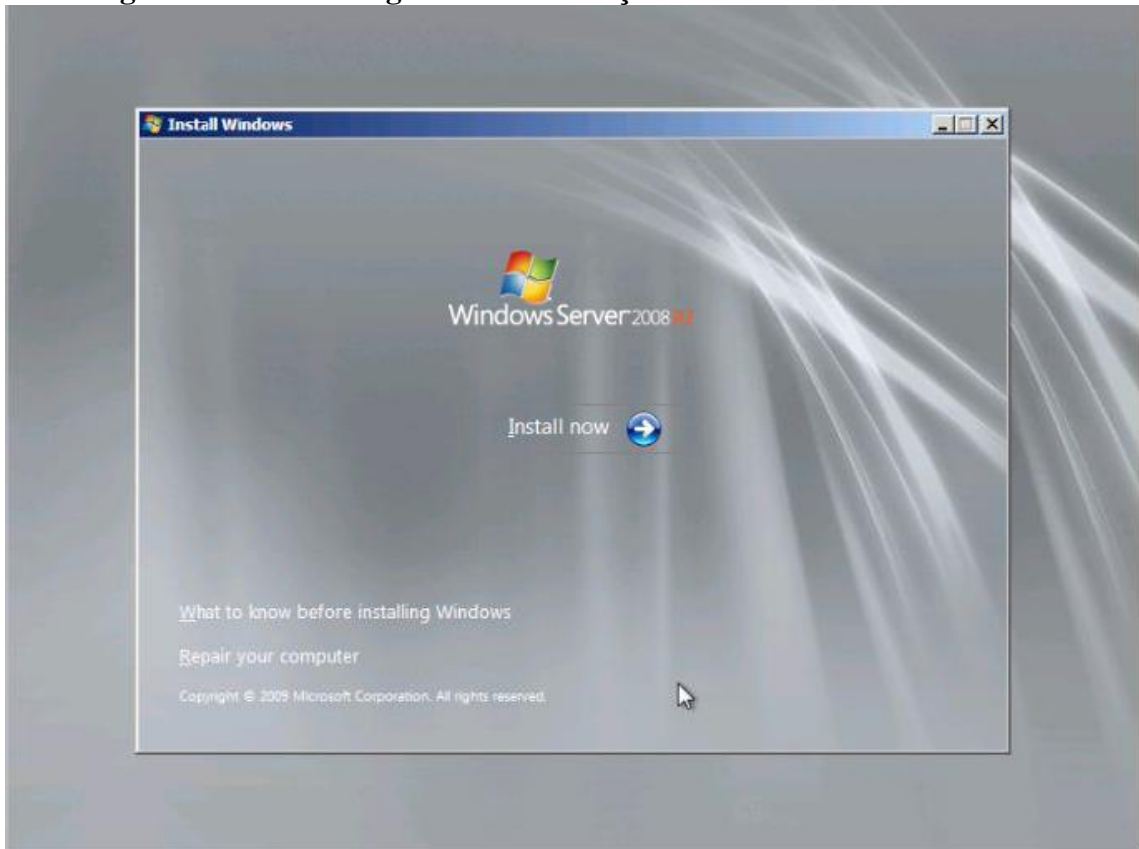 Install Windows
Windows Server 2008 R2
Install now
What to know before installing Windows
Repair your computer
Copyright © 2009 Microsoft Corporation. All rights reserved.